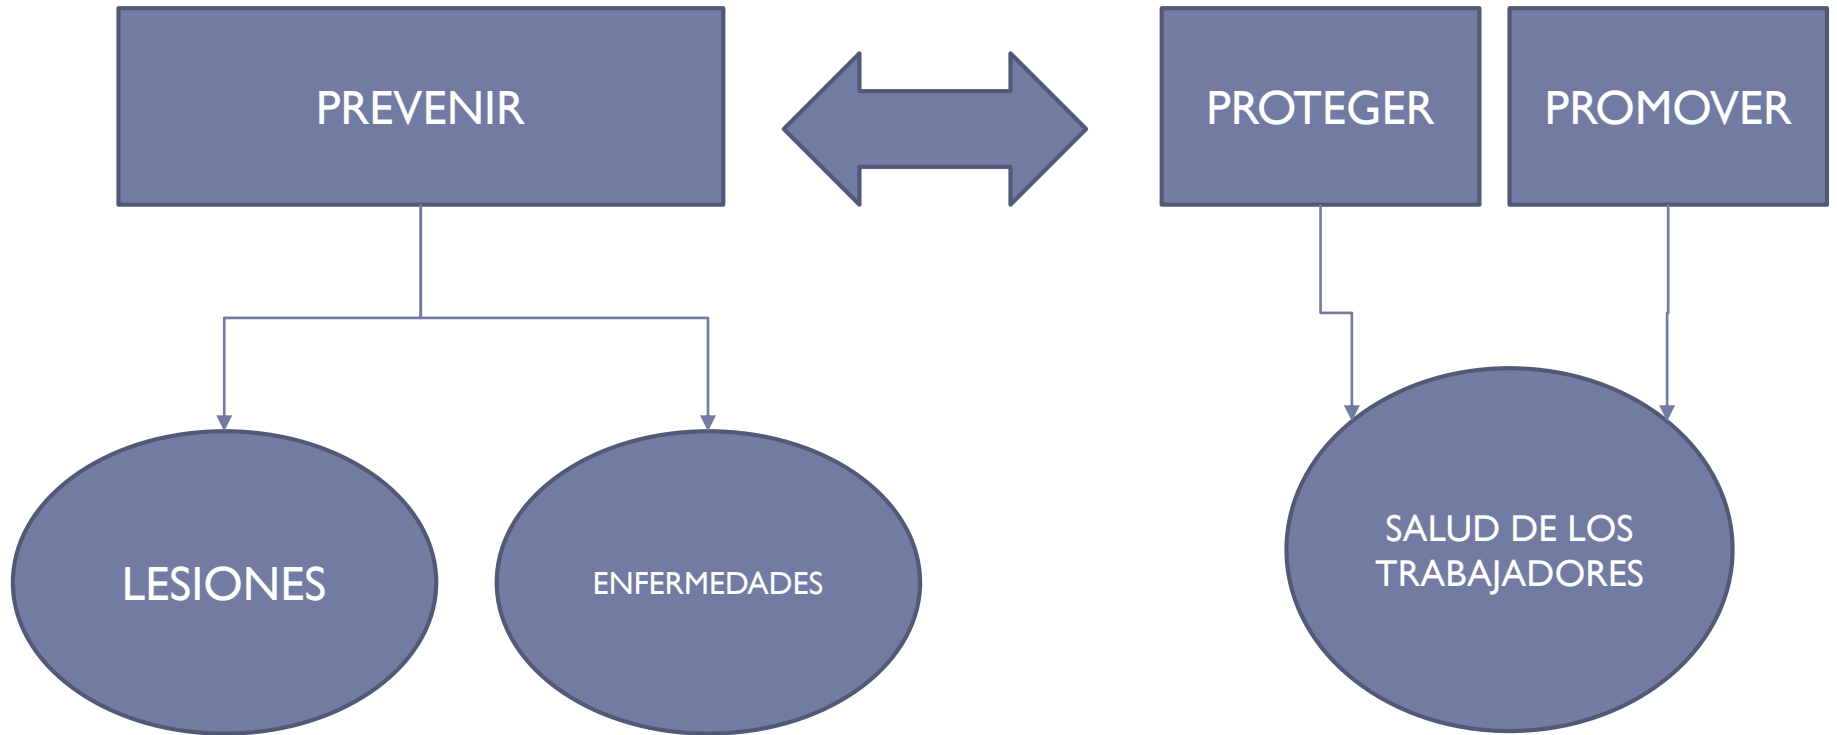 PREVENIR
PROTEGER
PROMOVER
LESIONES
ENFERMEDADES
SALUD DE LOS
TRABAJADORES